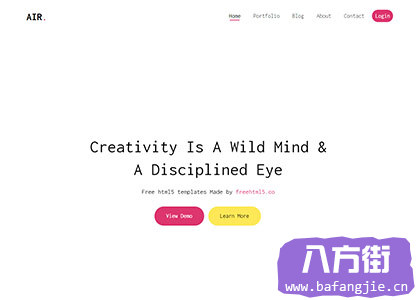 AIR.
Home Portfolio Blog About Contact Login
Creativity Is A Wild Mind &
A Disciplined Eye
Free html5 templates Made by freehtml5.co
View Demo Learn More
八方街
www.bafangjie.cn